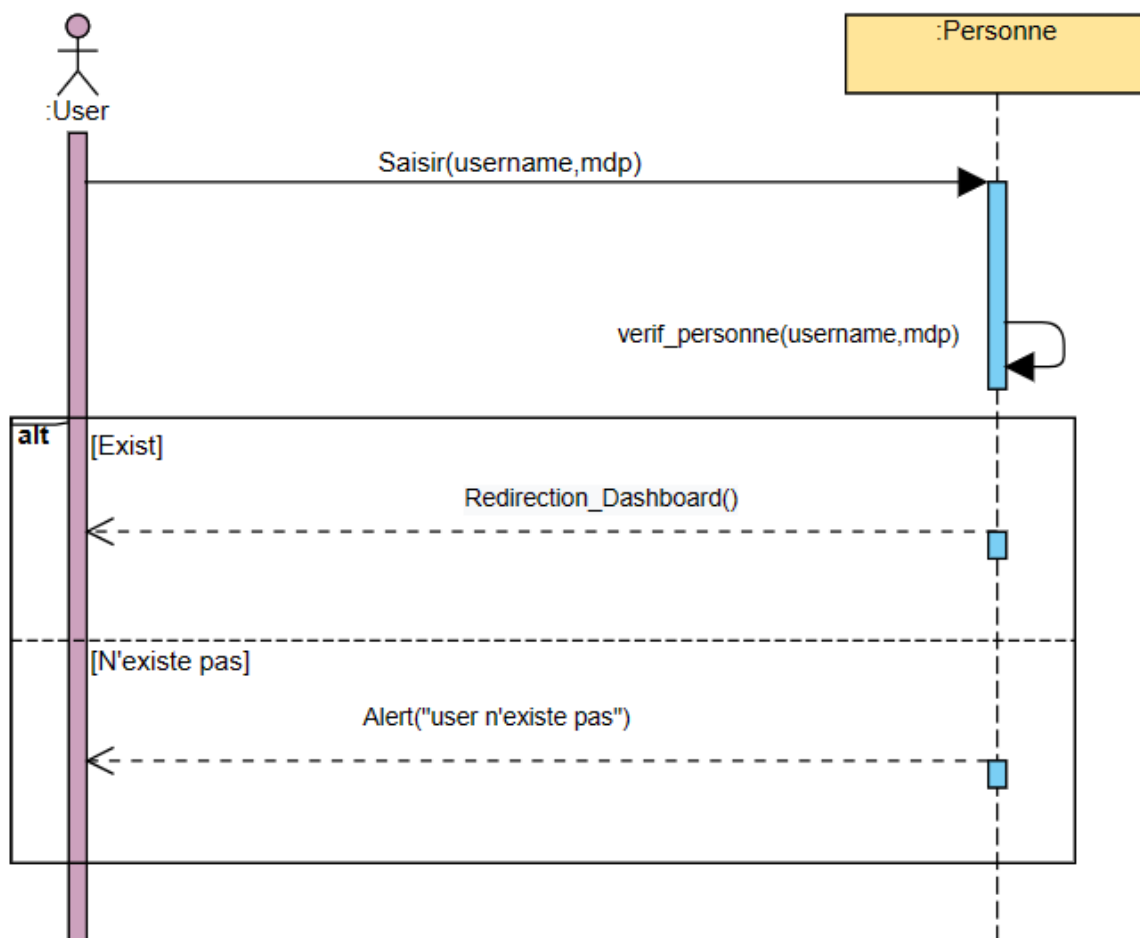 :Personne
:User
Saisir(username,mdp)
verif_personne(username,mdp)
alt
[Exist]
Redirection_Dashboard()
[N'existe pas]
Alert("user n'existe pas")